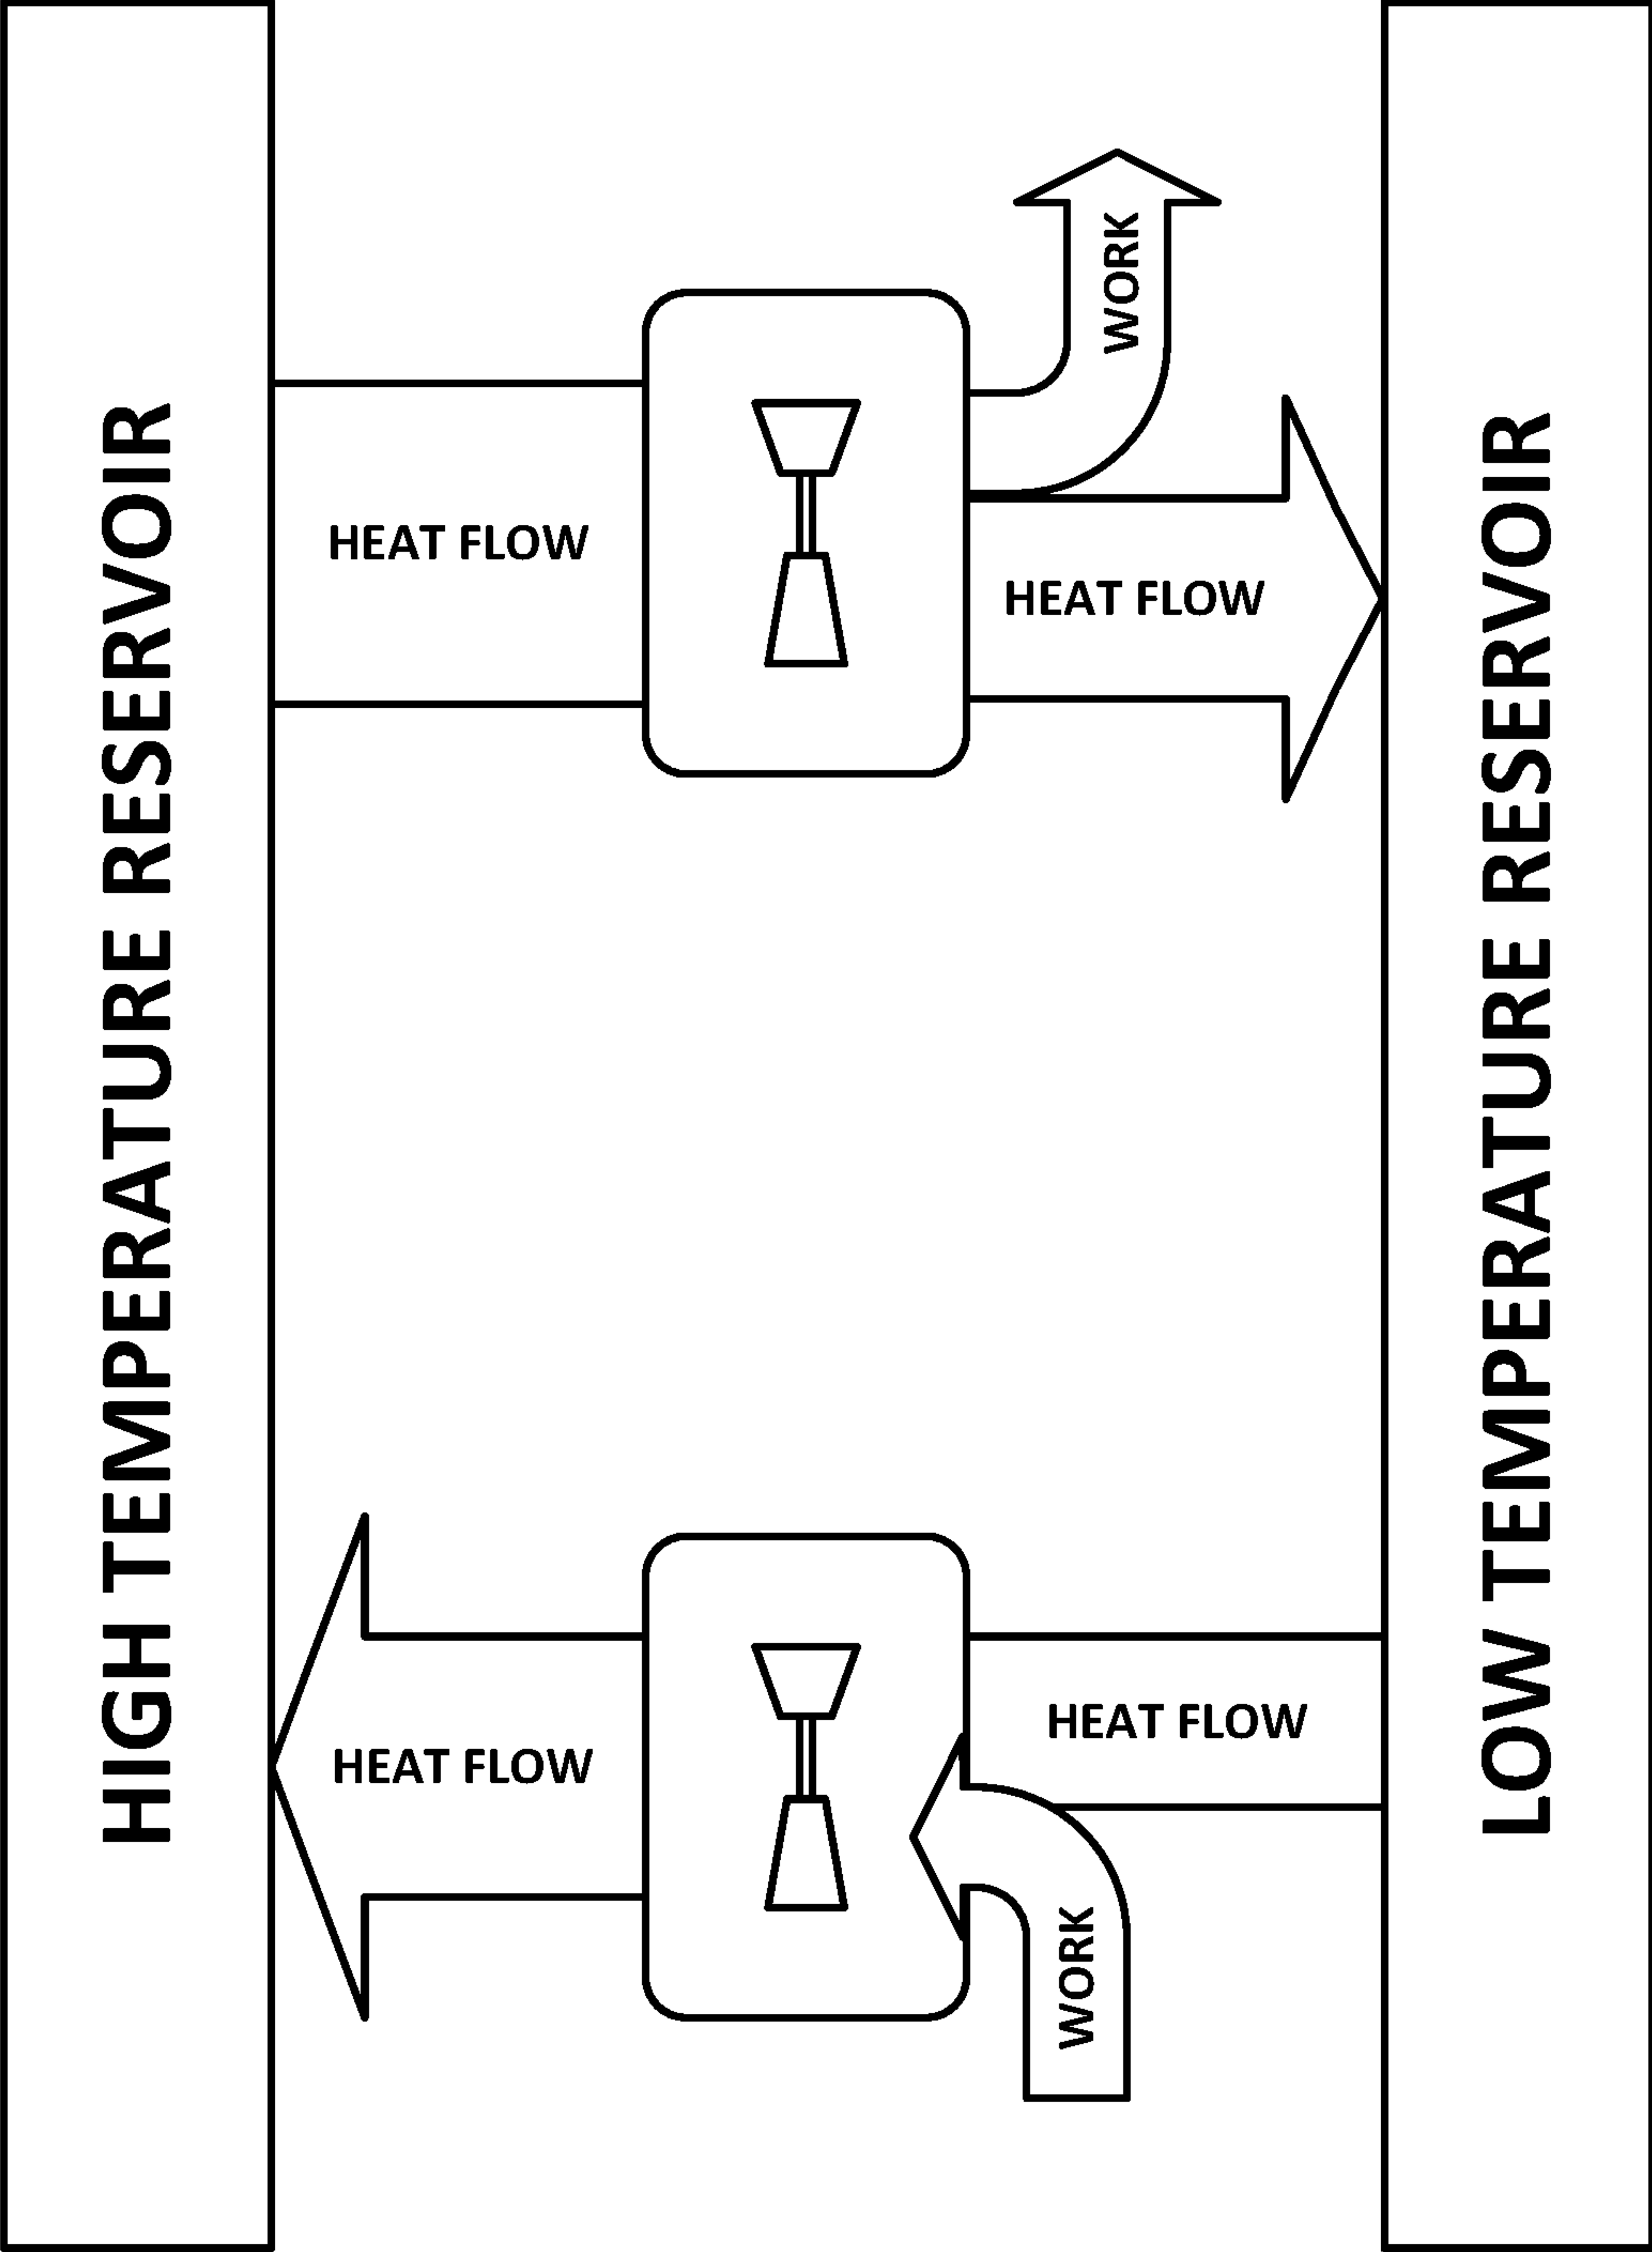 HIGH TEMPERATURE RESERVOIR
HEAT FLOW
WORK
HEAT FLOW
HEAT FLOW
HEAT FLOW
WORK
LOW TEMPERATURE RESERVOIR